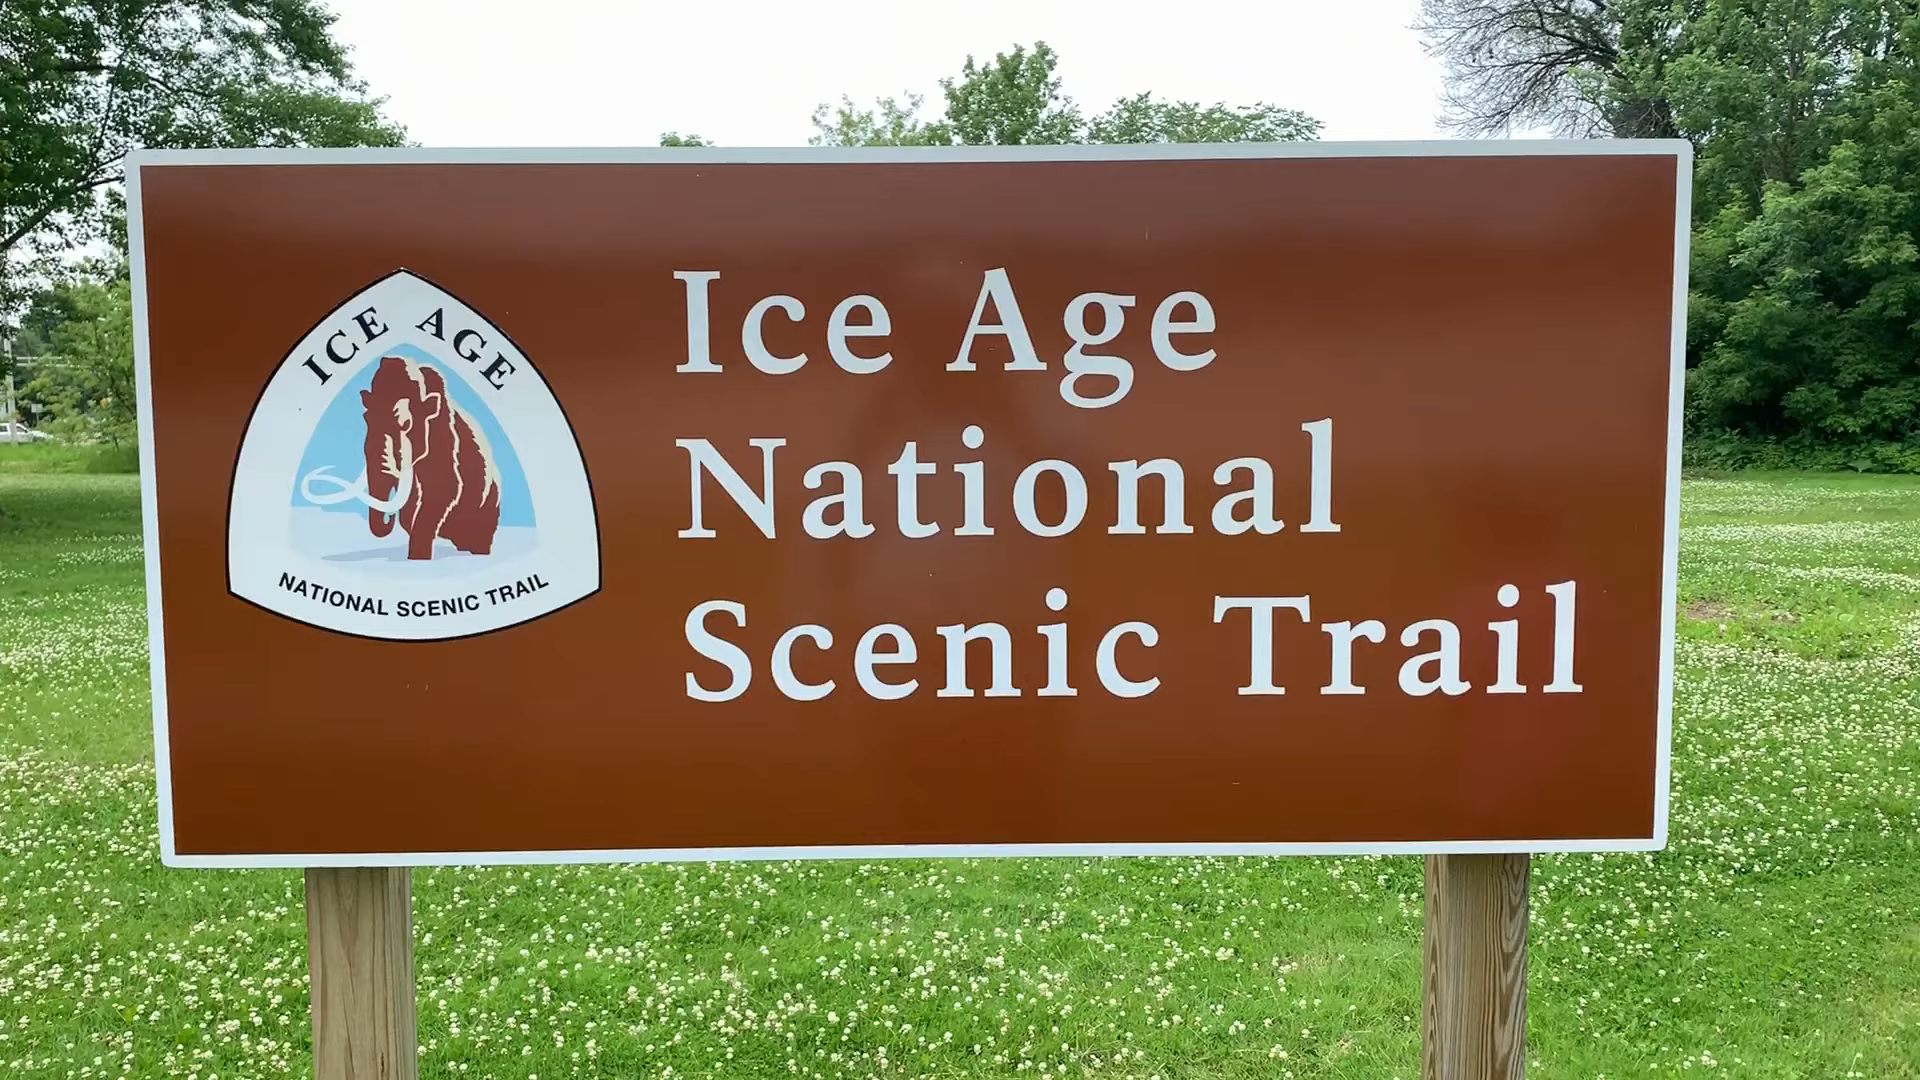 ICE AGE
NATIONAL SCENIC TRAIL
Ice Age
National
Scenic Trail